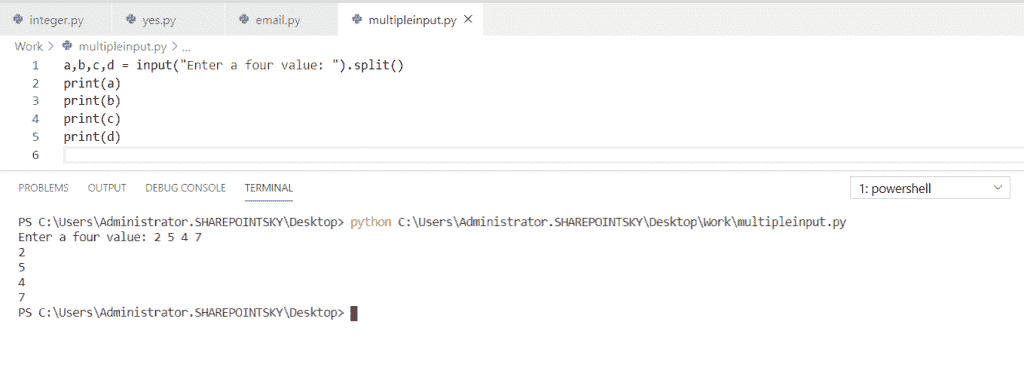 integer.py yes.py email.py multipleinput.py ×
Work > multipleinput.py > ...
1 a,b,c,d = input("Enter a four value: ").split()
2 print(a)
3 print(b)
4 print(c)
5 print(d)
6
PROBLEMS OUTPUT DEBUG CONSOLE TERMINAL 1: powershell
PS C:\Users\Administrator.SHAREPOINTSKY\Desktop> python C:\Users\Administrator.SHAREPOINTSKY\Desktop\Work\multipleinput.py
Enter a four value: 2 5 4 7
2
5
4
7
PS C:\Users\Administrator.SHAREPOINTSKY\Desktop>